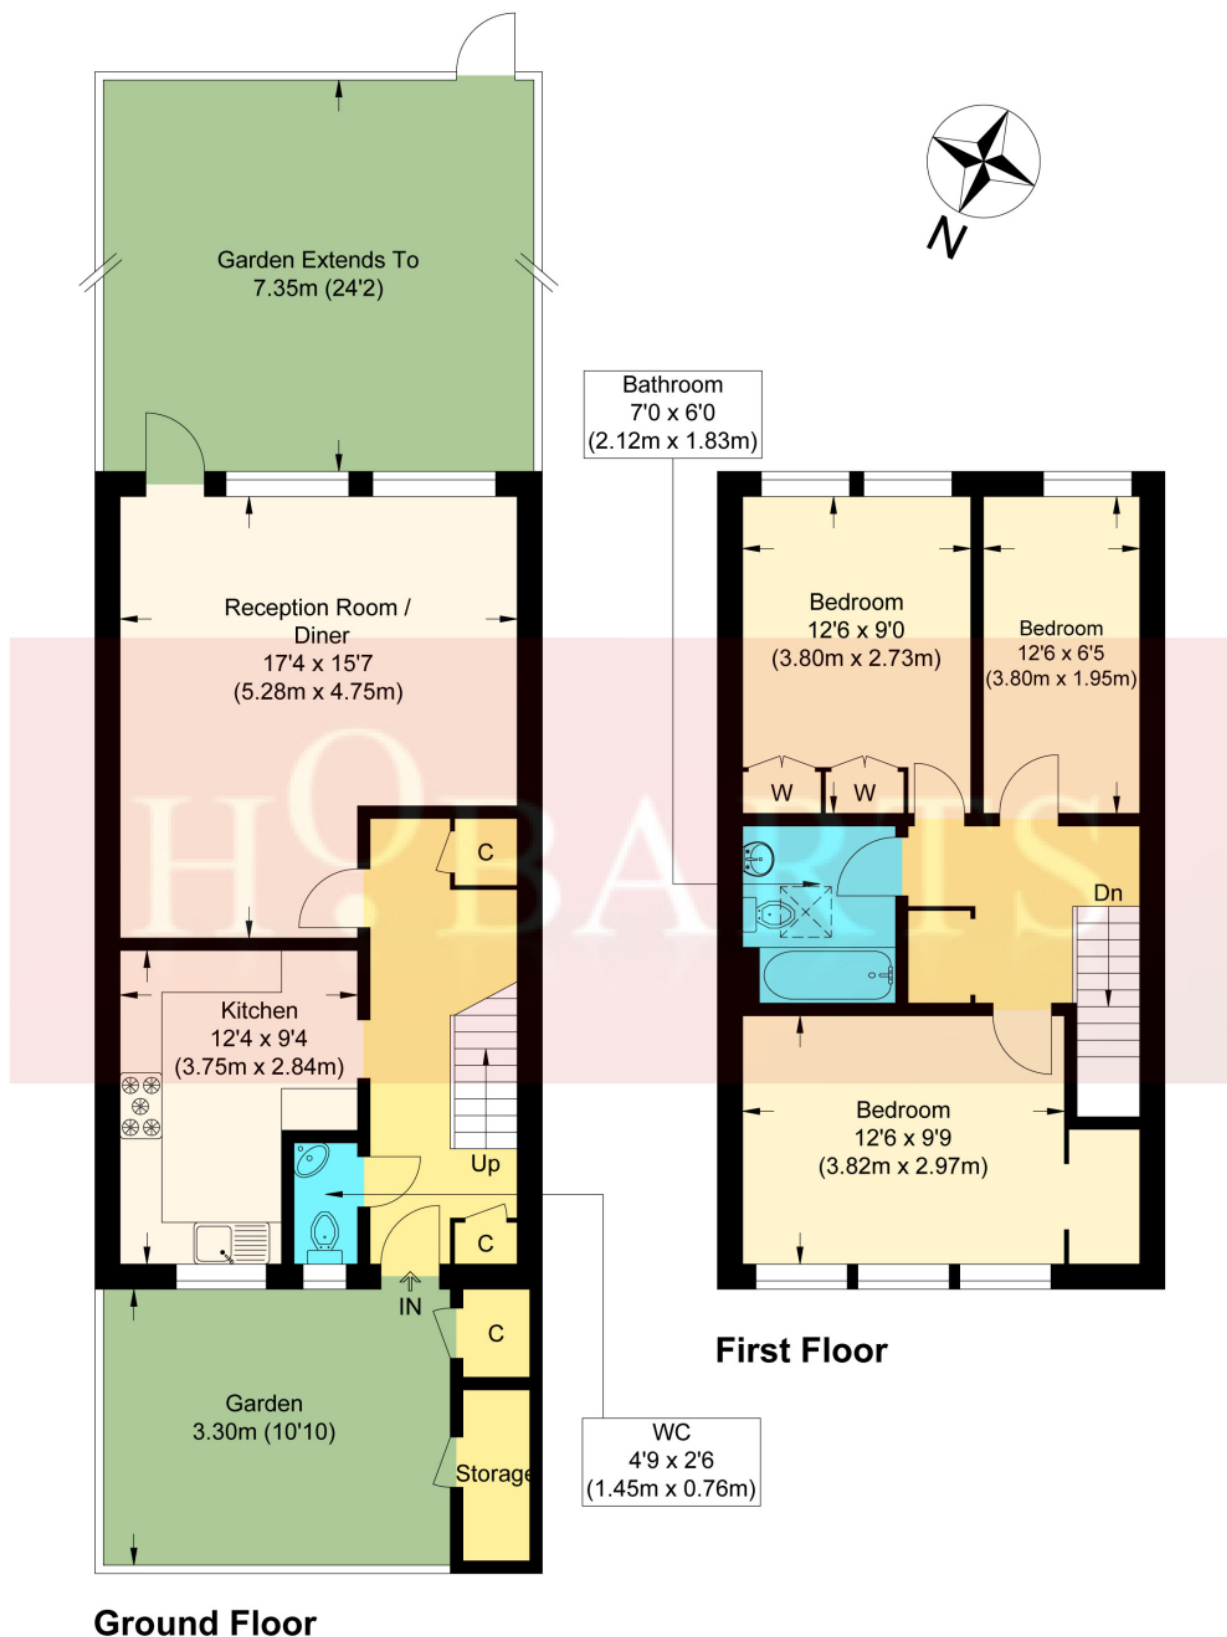 N
Garden Extends To
7.35m (24'2)
Bathroom
7'0 x 6'0
(2.12m x 1.83m)
Reception Room /
Diner
17'4 x 15'7
(5.28m x 4.75m)
Bedroom
12'6 x 9'0
(3.80m x 2.73m)
Bedroom
12'6 x 6'5
(3.80m x 1.95m)
W
W
HOBARTS
C
Dn
Kitchen
12'4 x 9'4
(3.75m x 2.84m)
Bedroom
12'6 x 9'9
(3.82m x 2.97m)
Up
C
IN
C
First Floor
Garden
3.30m (10'10)
Storage
WC
4'9 x 2'6
(1.45m x 0.76m)
Ground Floor